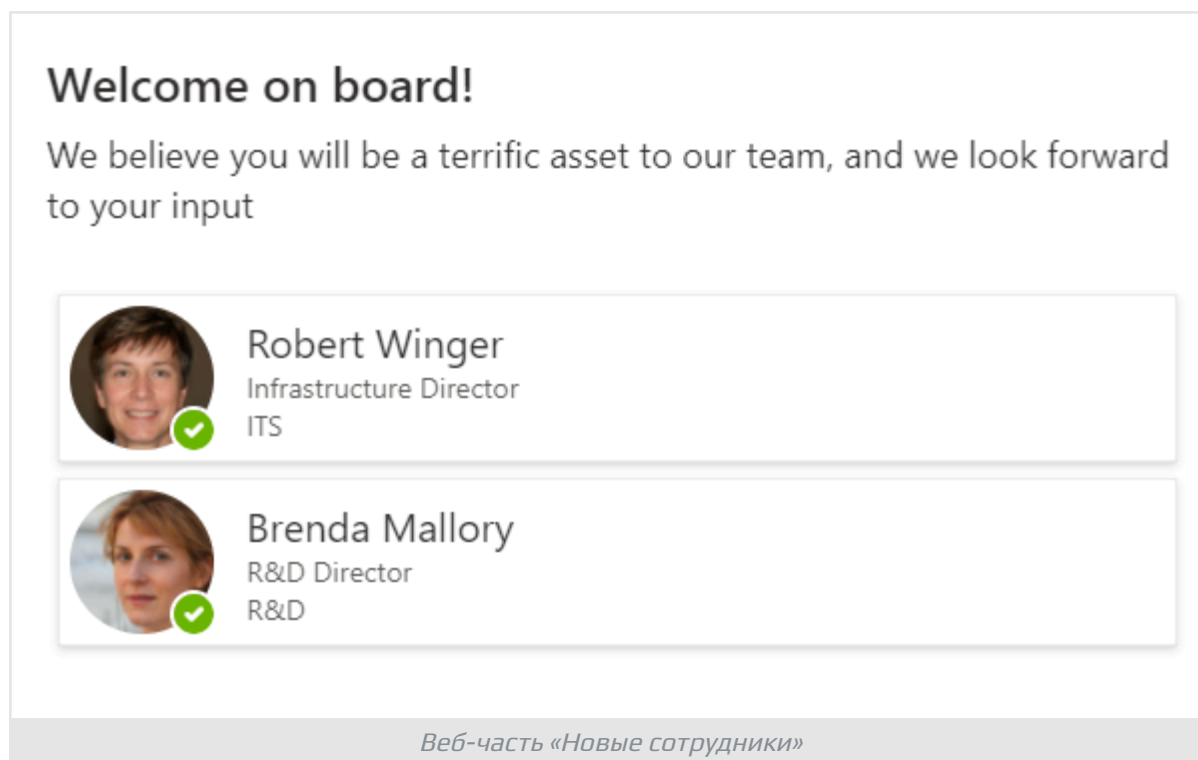 Welcome on board!
We believe you will be a terrific asset to our team, and we look forward
to your input
Robert Winger
Infrastructure Director
ITS
Brenda Mallory
R&D Director
R&D
Веб-часть «Новые сотрудники»